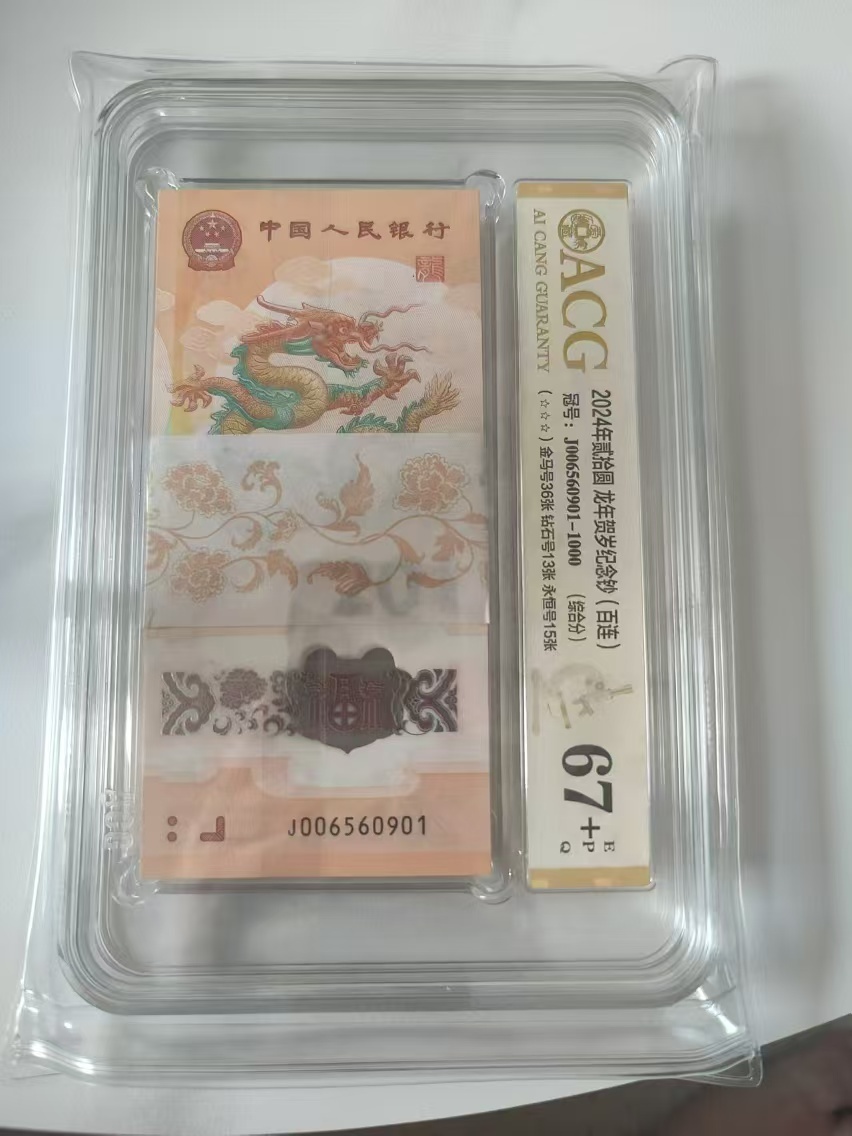 中国人民银行
J006560901
ACG
AI CANG GUARANTY
2024年贰拾圆 龙年贺岁纪念钞（百连）
冠号：J006560901-1000 （综合分）
（☆☆☆）金马号36张 钻石号13张 永恒号15张
67+
E
P
Q